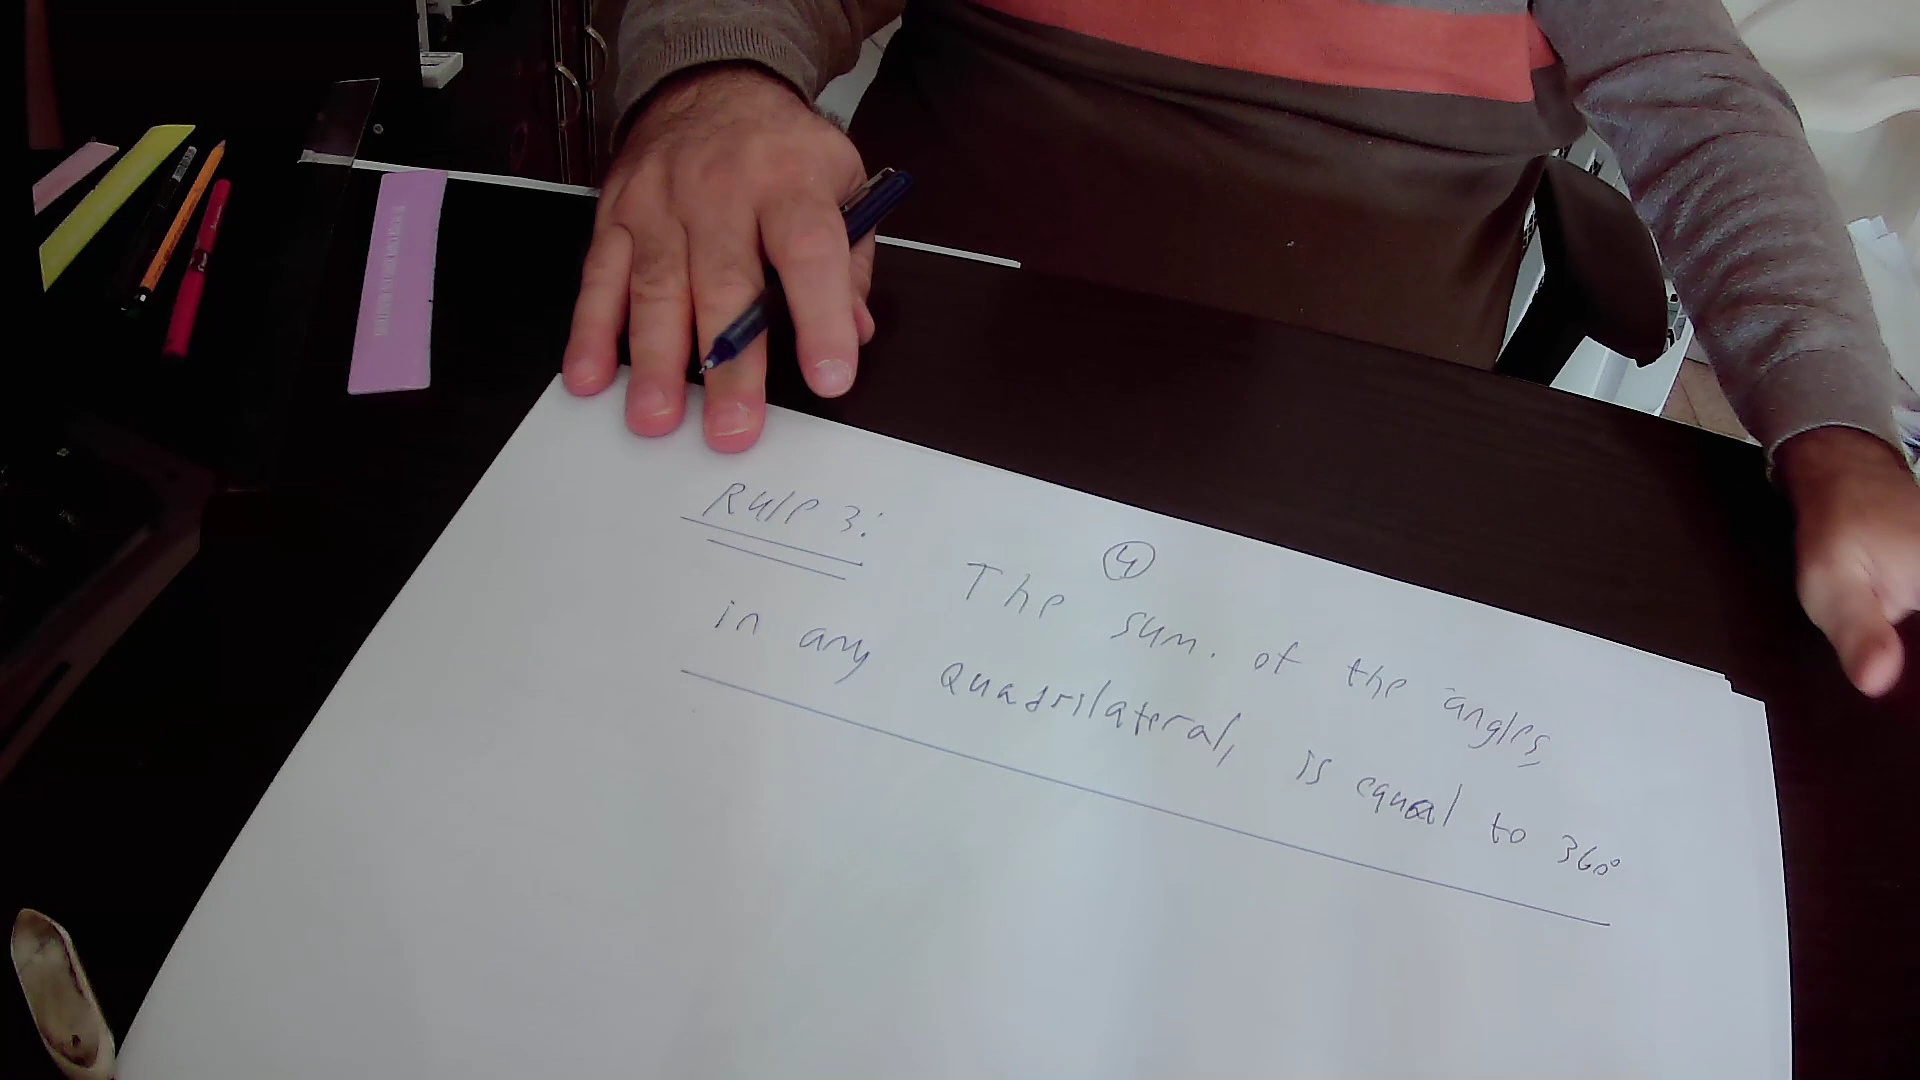 ④
Rule 3: The sum. of the angles,
in any quadrilateral, is equal to 360°